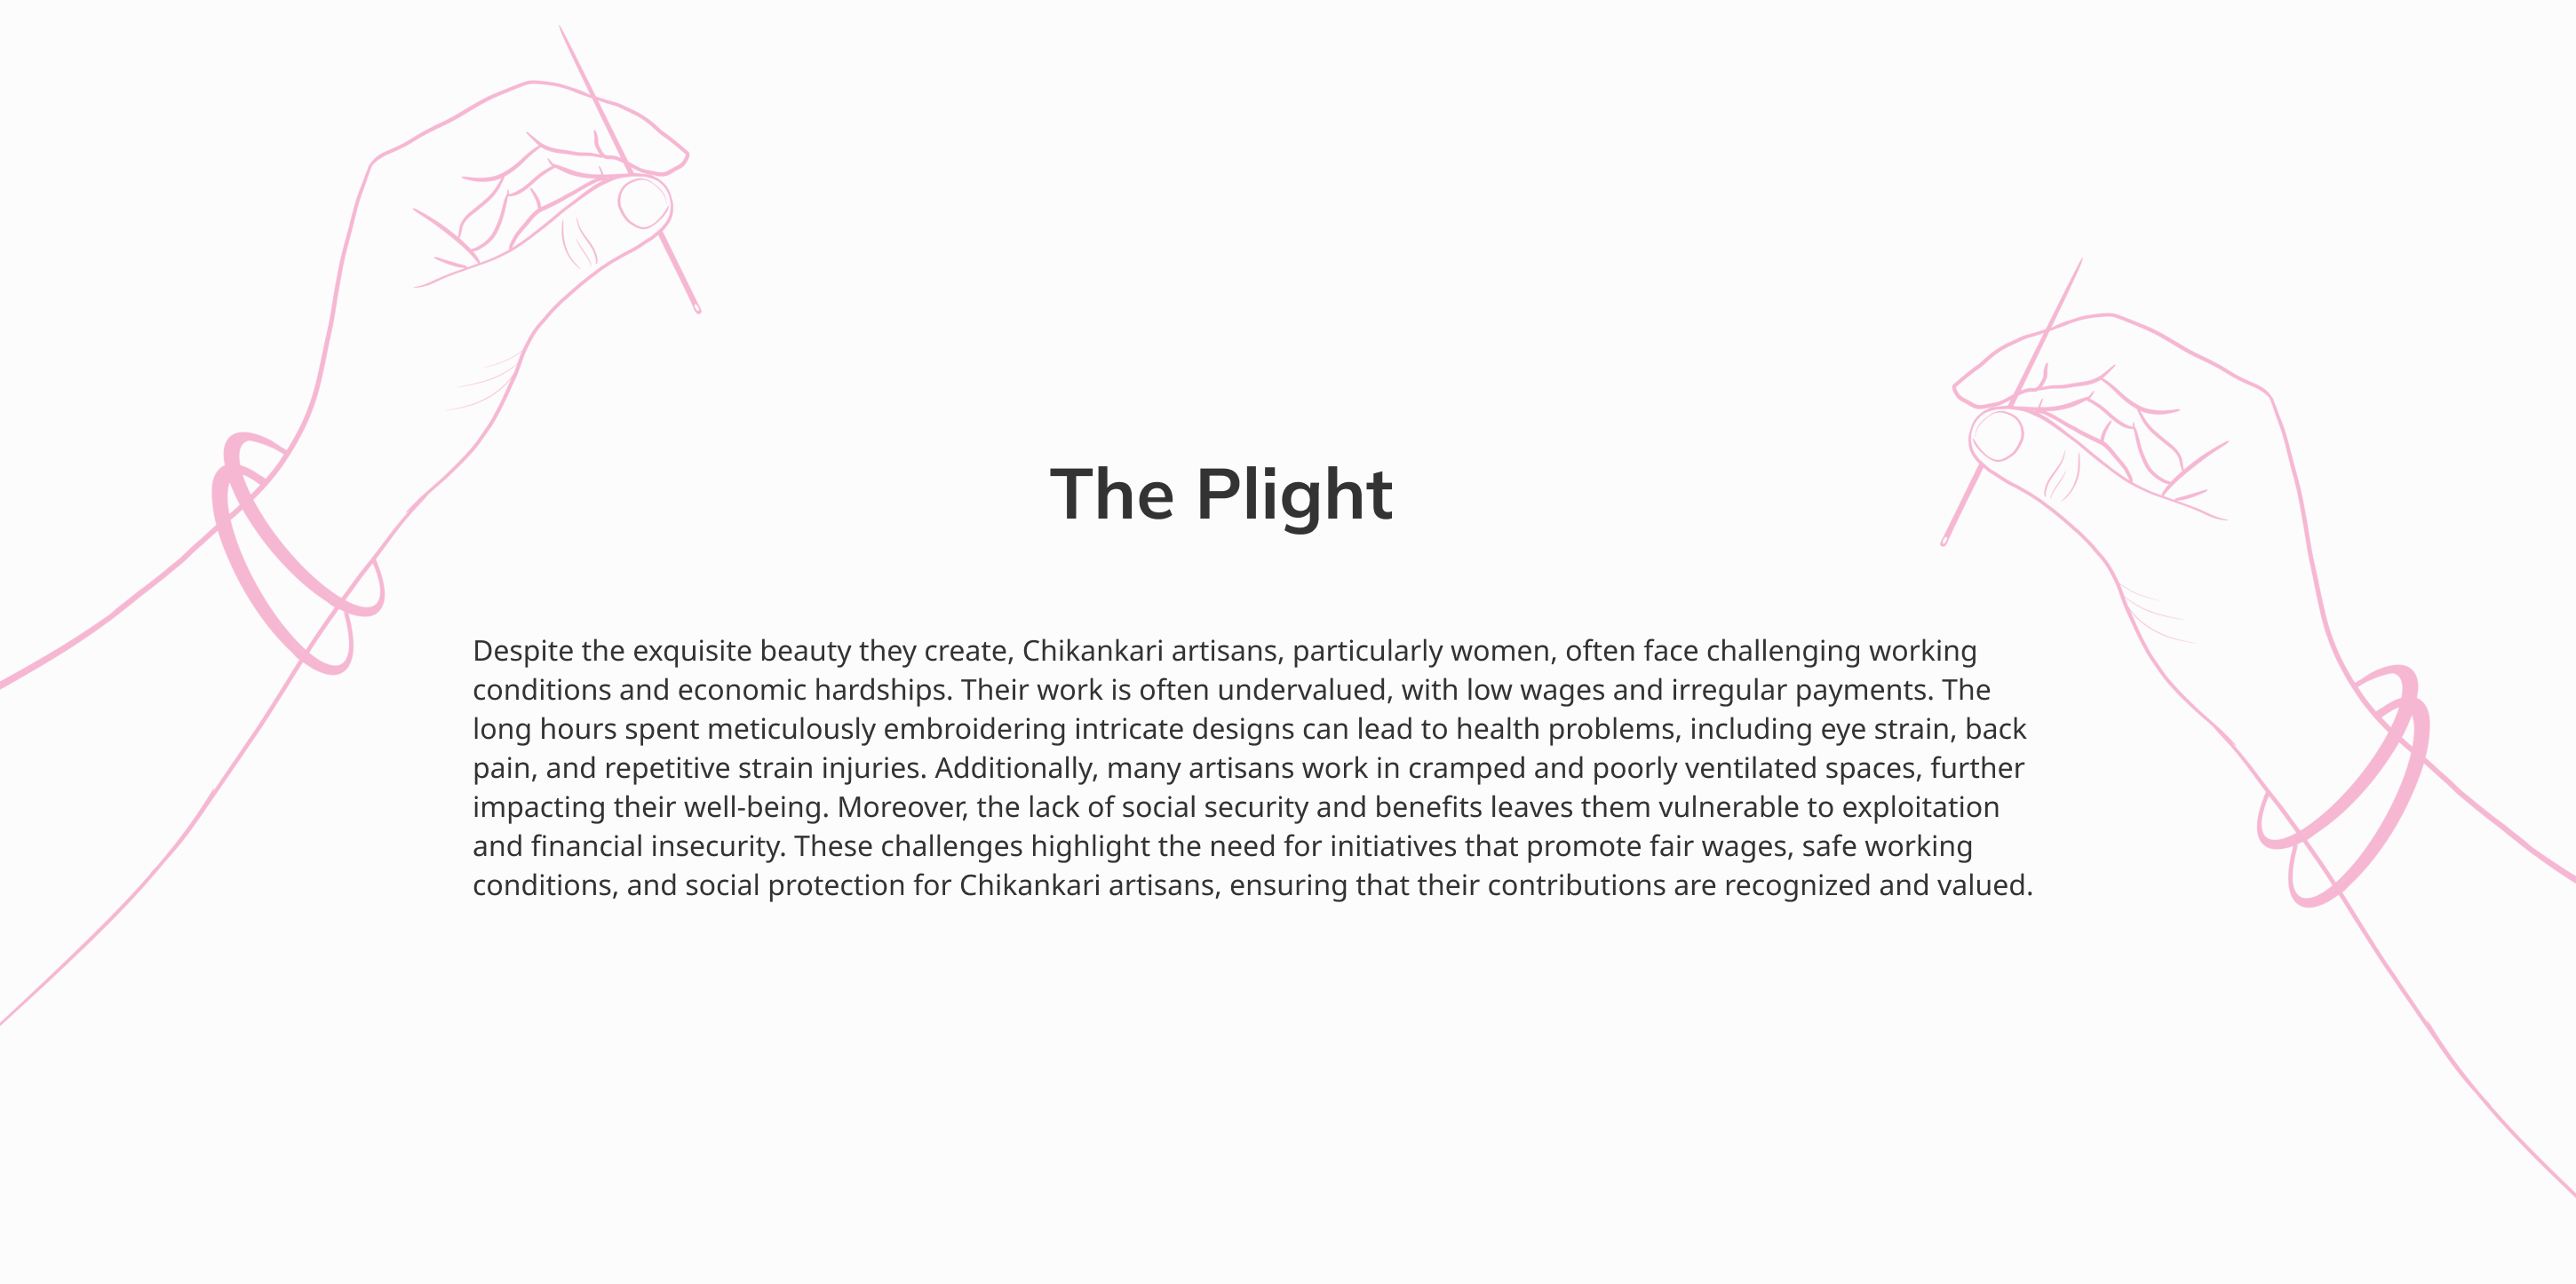 The Plight
Despite the exquisite beauty they create, Chikankari artisans, particularly women, often face challenging working
conditions and economic hardships. Their work is often undervalued, with low wages and irregular payments. The
long hours spent meticulously embroidering intricate designs can lead to health problems, including eye strain, back
pain, and repetitive strain injuries. Additionally, many artisans work in cramped and poorly ventilated spaces, further
impacting their well-being. Moreover, the lack of social security and benefits leaves them vulnerable to exploitation
and financial insecurity. These challenges highlight the need for initiatives that promote fair wages, safe working
conditions, and social protection for Chikankari artisans, ensuring that their contributions are recognized and valued.